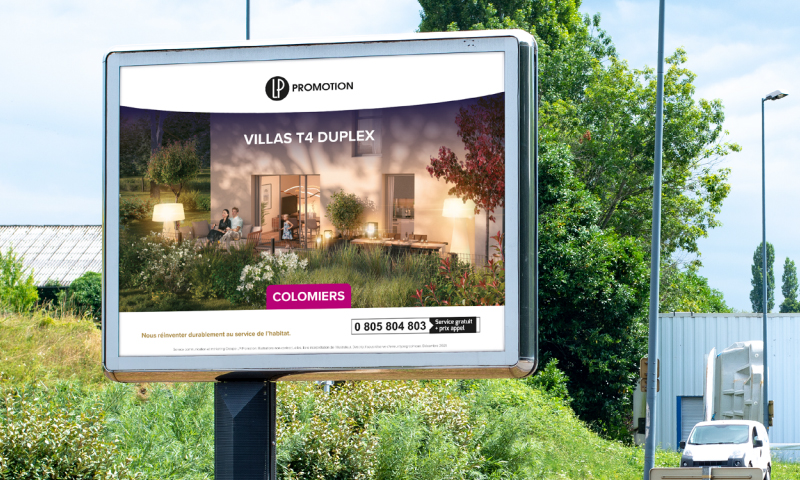 LP PROMOTION
VILLAS T4 DUPLEX
COLOMIERS
Nous réinventer durablement au service de l'habitat.
0 805 804 803 Service gratuit
+ prix appel